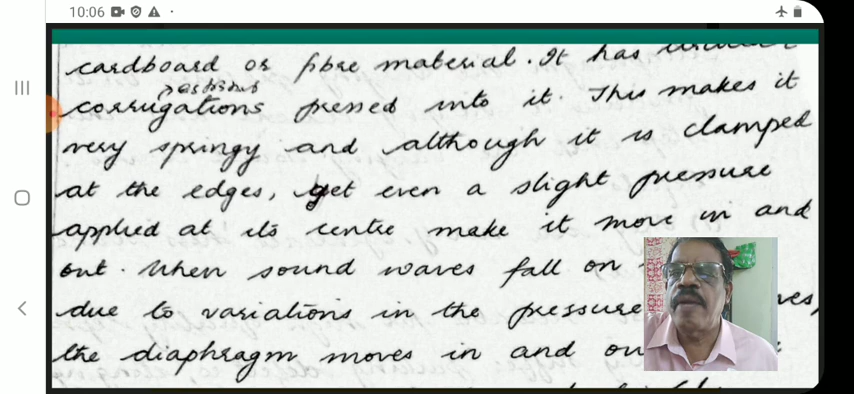 10:06
cardboard or fibre material. It has
corrugations pressed into it. This makes it
very springy and although it is clamped
at the edges, yet even a slight pressure
applied at its centre make it move in and
out. When sound waves fall on
due to variations in the pressure
the diaphragm moves in and